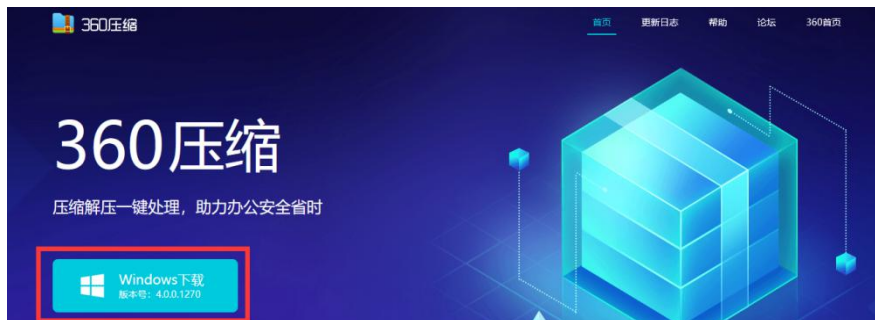 360压缩
首页 更新日志 帮助 论坛 360首页
360压缩
压缩解压一键处理，助力办公安全省时
Windows下载
版本号：4.0.0.1270